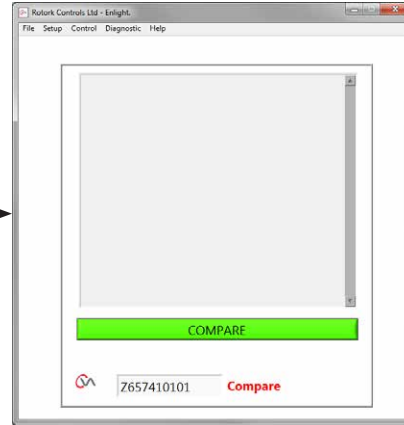 Rotork Controls Ltd - Enlight.
File Setup Control Diagnostic Help
COMPARE
Z657410101 Compare